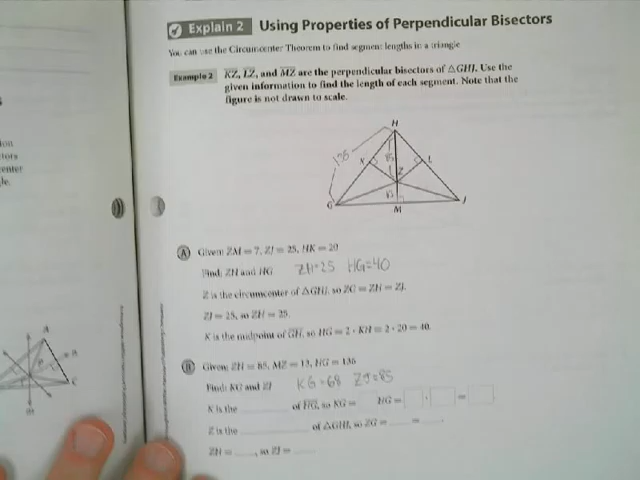 Explain 2 Using Properties of Perpendicular Bisectors
You can use the Circumcenter Theorem to find segment lengths in a triangle
Example 2 KZ, LZ, and MZ are the perpendicular bisectors of △GHJ. Use the
given information to find the length of each segment. Note that the
figure is not drawn to scale.
H
136
K
85
L
Z
13
G
M
J
A Given: ZM = 7, ZJ = 25, HK = 20
Find: ZH and HG ZH=25 HG=40
Z is the circumcenter of △GHJ, so ZG = ZH = ZJ.
ZJ = 25, so ZH = 25.
K is the midpoint of GH, so HG = 2 · KH = 2 · 20 = 40.
B Given: ZH = 85, MZ = 13, HG = 136
Find: KG and ZJ KG=68 ZJ=85
K is the of HG, so KG = HG = · = .
Z is the of △GHJ, so ZG = = .
ZH = , so ZJ = .
A
B
C
P